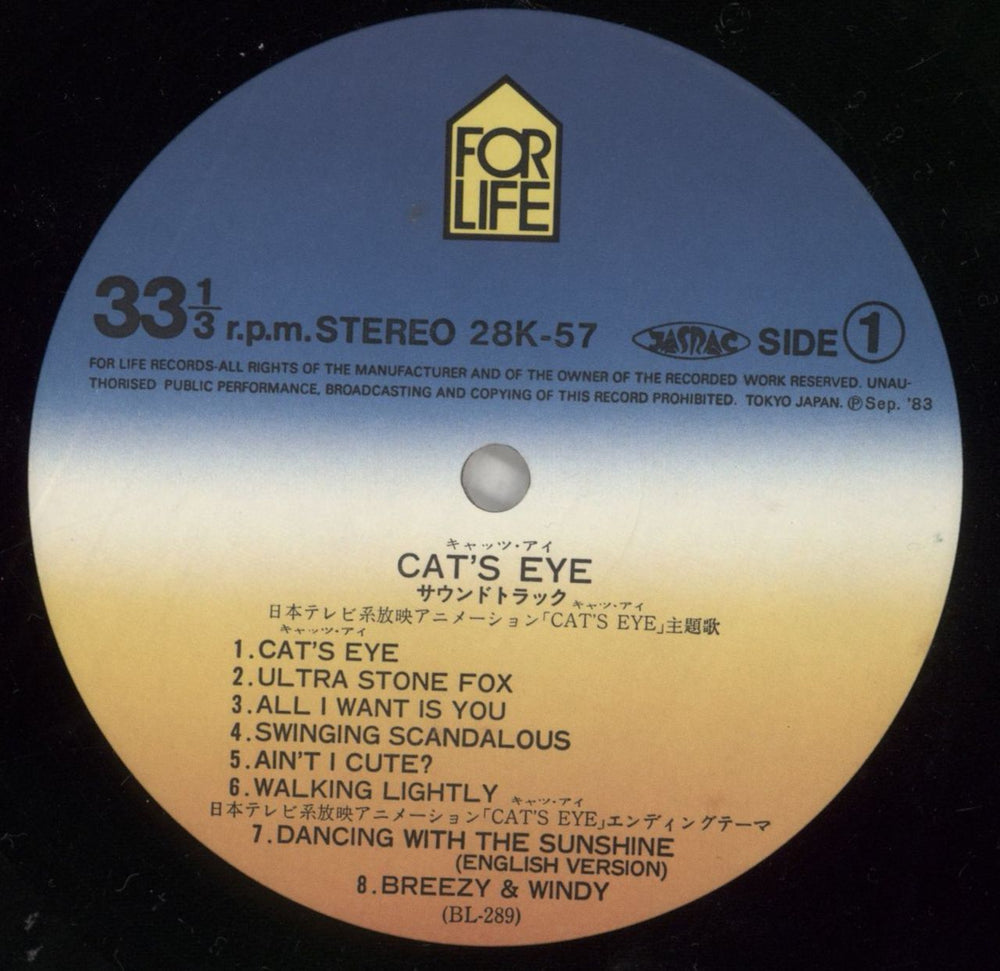 FOR
LIFE
33 1/3 r.p.m. STEREO 28K-57 JASRAC SIDE 1
FOR LIFE RECORDS-ALL RIGHTS OF THE MANUFACTURER AND OF THE OWNER OF THE RECORDED WORK RESERVED. UNAU-
THORISED PUBLIC PERFORMANCE, BROADCASTING AND COPYING OF THIS RECORD PROHIBITED. TOKYO JAPAN. ℗ Sep. '83
キャッツ・アイ
CAT'S EYE
サウンドトラック
キャッツ・アイ
日本テレビ系放映アニメーション「CAT'S EYE」主題歌
キャッツ・アイ
1.CAT'S EYE
2.ULTRA STONE FOX
3.ALL I WANT IS YOU
4.SWINGING SCANDALOUS
5.AIN'T I CUTE?
6.WALKING LIGHTLY
キャッツ・アイ
日本テレビ系放映アニメーション「CAT'S EYE」エンディングテーマ
7.DANCING WITH THE SUNSHINE
(ENGLISH VERSION)
8.BREEZY & WINDY
(BL-289)